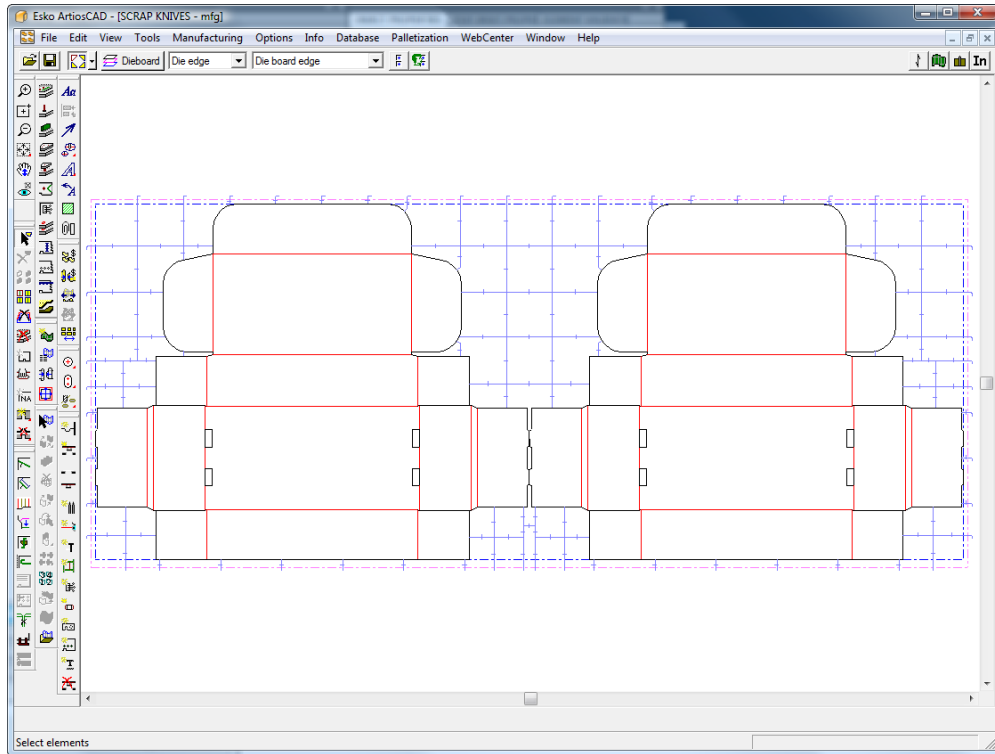 Esko ArtiosCAD - [SCRAP KNIVES - mfg]
File Edit View Tools Manufacturing Options Info Database Palletization WebCenter Window Help
Dieboard Die edge Die board edge In
Select elements